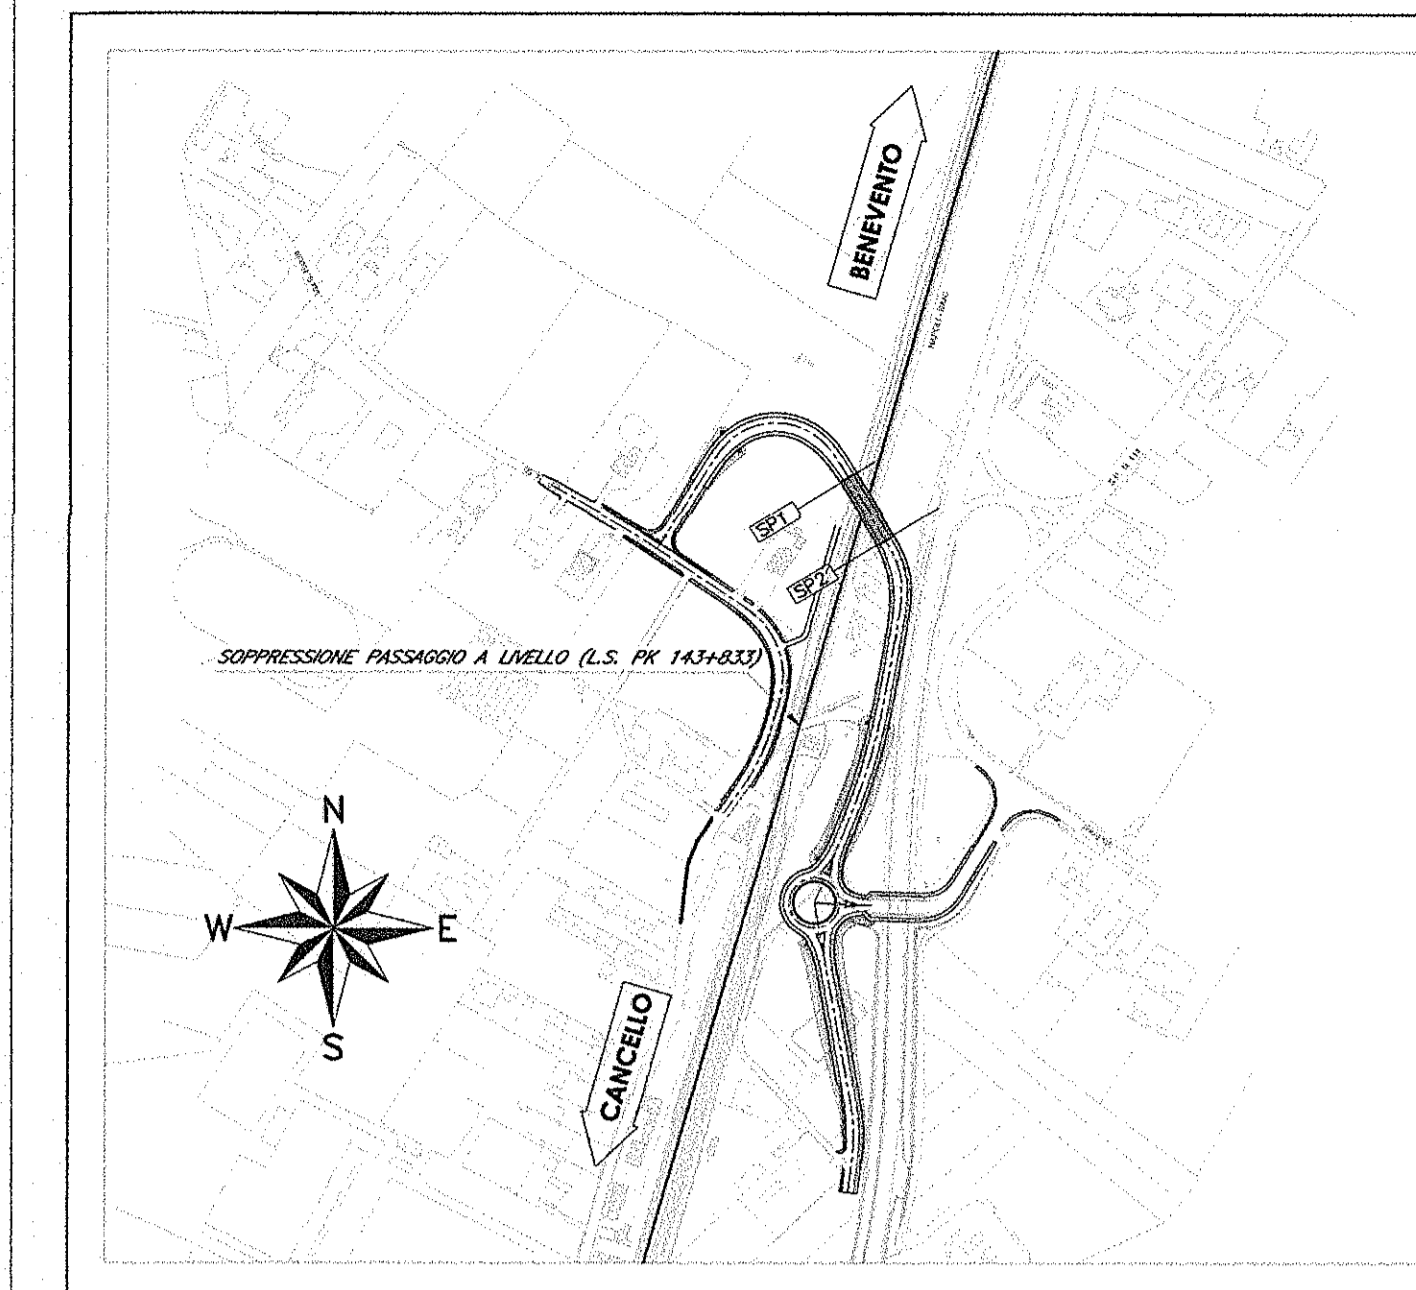 BENEVENTO
SP1
SP2
SOPPRESSIONE PASSAGGIO A LIVELLO (L.S. PK 143+833)
N
W
E
S
CANCELLO